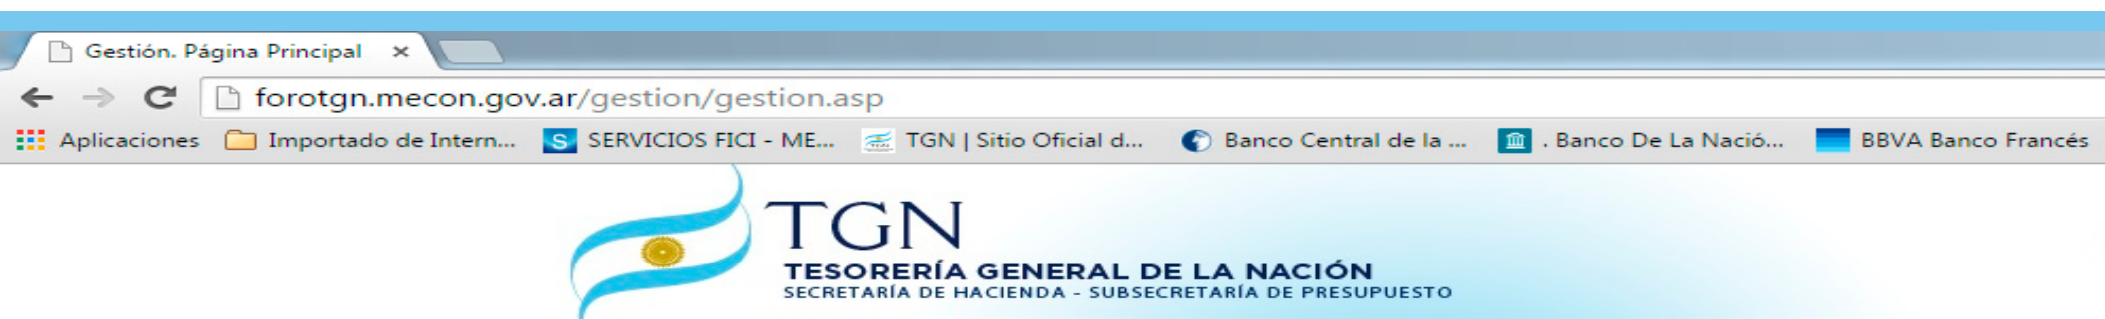 Gestión. Página Principal
forotgn.mecon.gov.ar/gestion/gestion.asp
Aplicaciones Importado de Intern... S SERVICIOS FICI - ME... TGN | Sitio Oficial d... Banco Central de la ... . Banco De La Nació... BBVA Banco Francés
TGN
TESORERÍA GENERAL DE LA NACIÓN
SECRETARÍA DE HACIENDA - SUBSECRETARÍA DE PRESUPUESTO